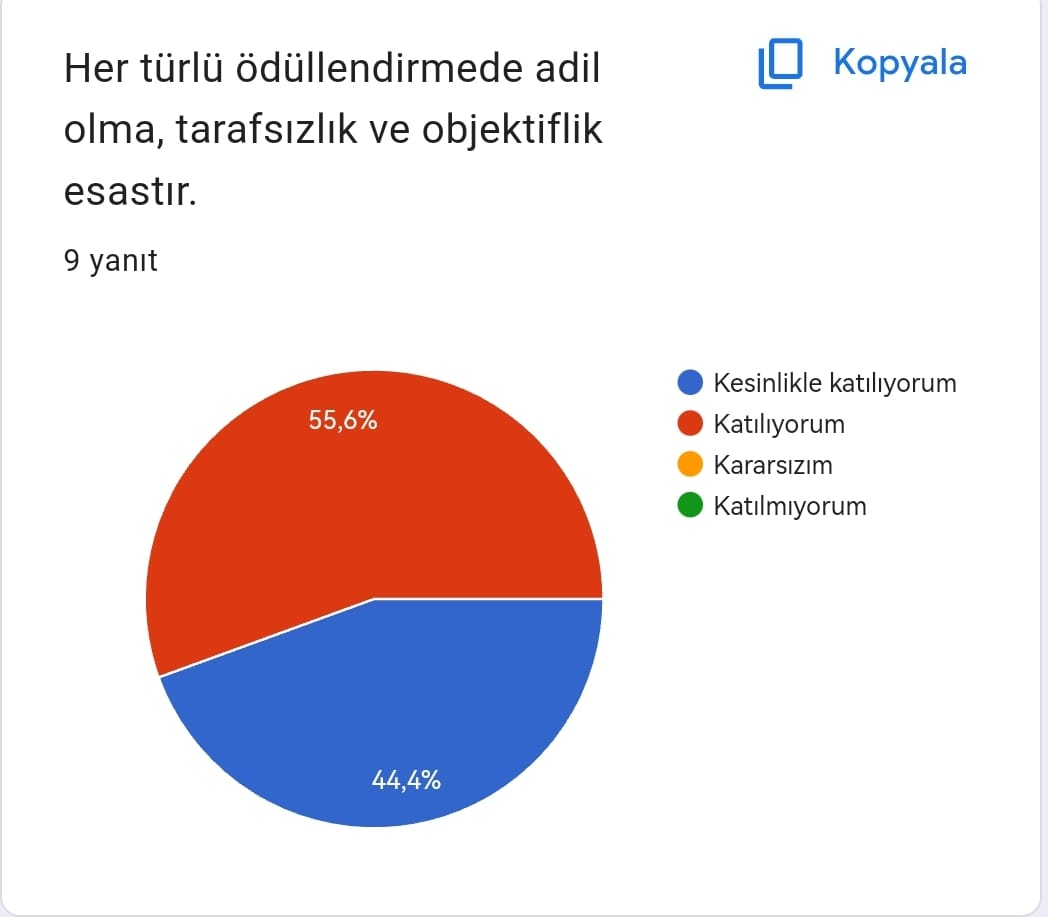 Her türlü ödüllendirmede adil
olma, tarafsızlık ve objektiflik
esastır.
Kopyala
9 yanıt
55,6%
44,4%
Kesinlikle katılıyorum
Katılıyorum
Kararsızım
Katılmıyorum